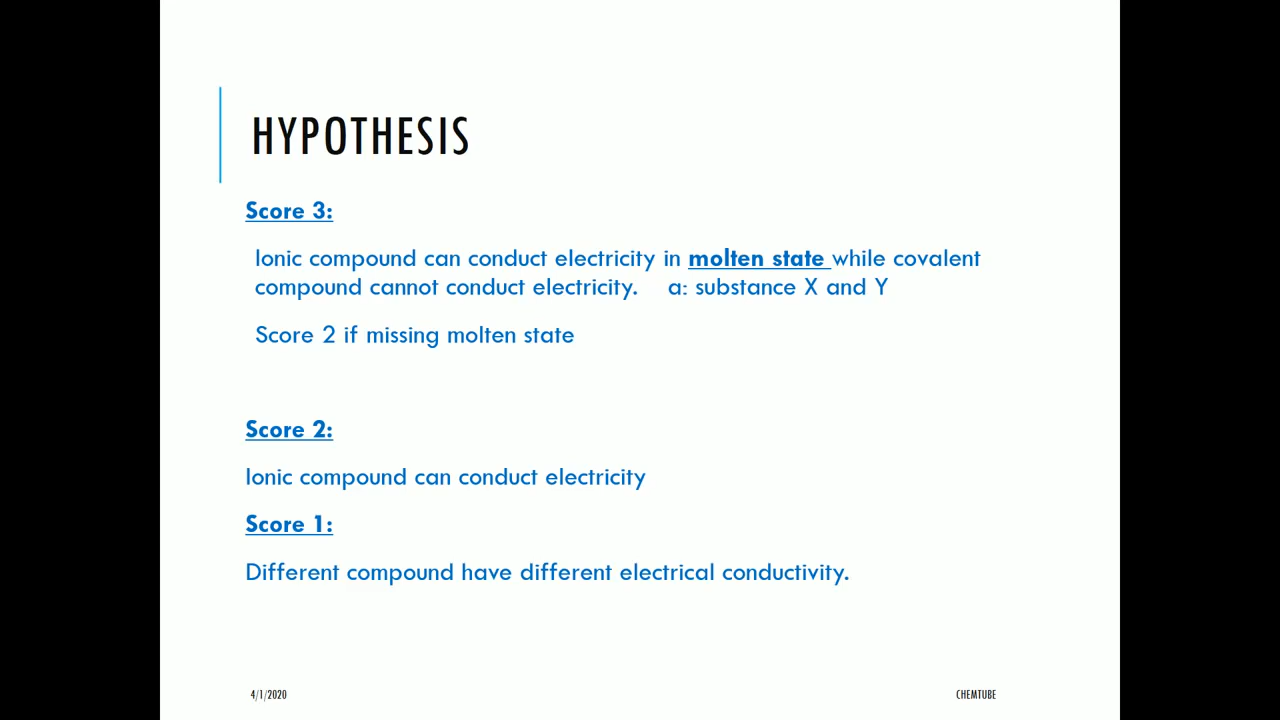 HYPOTHESIS
Score 3:
Ionic compound can conduct electricity in molten state while covalent
compound cannot conduct electricity. a: substance X and Y
Score 2 if missing molten state
Score 2:
Ionic compound can conduct electricity
Score 1:
Different compound have different electrical conductivity.
4/1/2020 CHEMTUBE